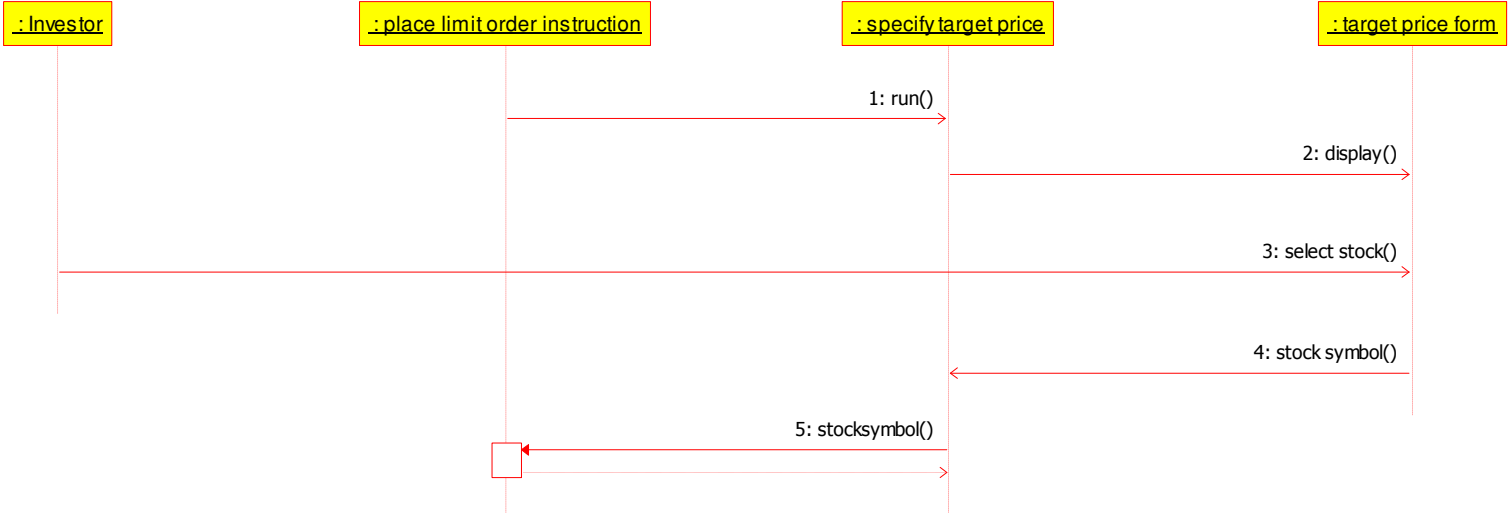 : Investor
: place limit order instruction
: specify target price
: target price form
1: run()
2: display()
3: select stock()
4: stock symbol()
5: stocksymbol()